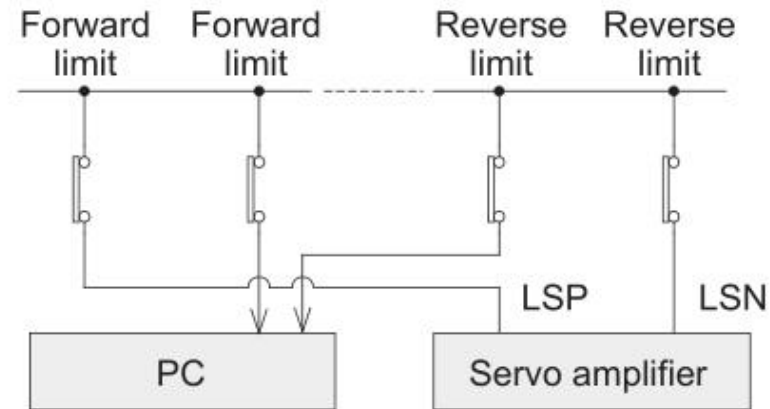 Forward Forward Reverse Reverse
limit limit limit limit
LSP LSN
PC Servo amplifier